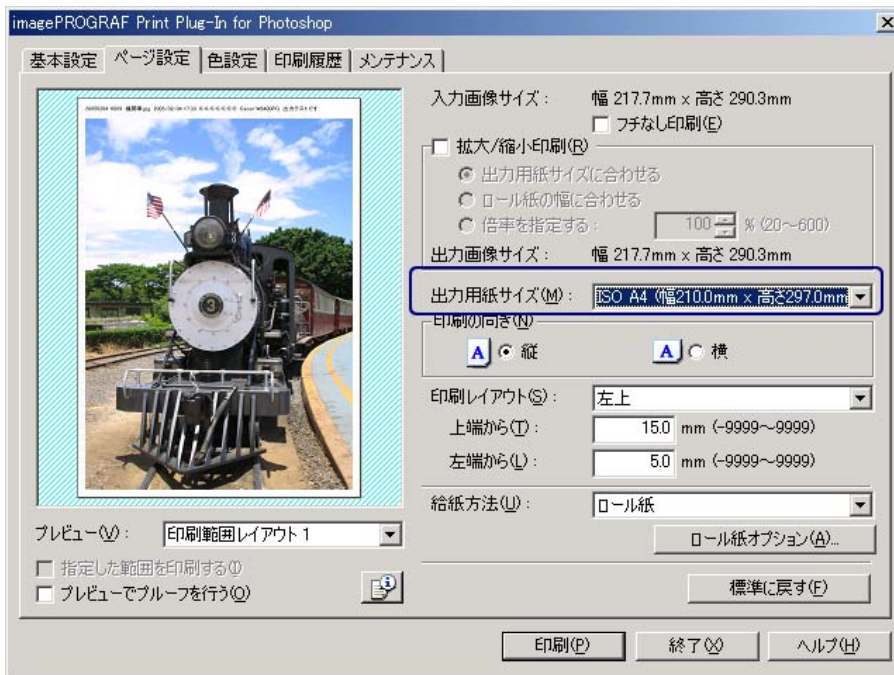 imagePROGRAF Print Plug-In for Photoshop
基本設定 ページ設定 色設定 印刷履歴 メンテナンス
入力画像サイズ： 幅 217.7mm x 高さ 290.3mm
フチなし印刷(E)
拡大/縮小印刷(R)
出力用紙サイズに合わせる
ロール紙の幅に合わせる
倍率を指定する： 100 % (20～600)
出力画像サイズ： 幅 217.7mm x 高さ 290.3mm
出力用紙サイズ(M)： ISO A4 (幅210.0mm x 高さ297.0mm
印刷の向き(N)
A 縦 A 横
印刷レイアウト(S)： 左上
上端から(T)： 15.0 mm (-9999～9999)
左端から(L)： 5.0 mm (-9999～9999)
給紙方法(U)： ロール紙
ロール紙オプション(A)...
標準に戻す(F)
3
プレビュー(V)： 印刷範囲レイアウト 1
指定した範囲を印刷する(I)
プレビューでプルーフを行う(O)
印刷(P) 終了(X) ヘルプ(H)